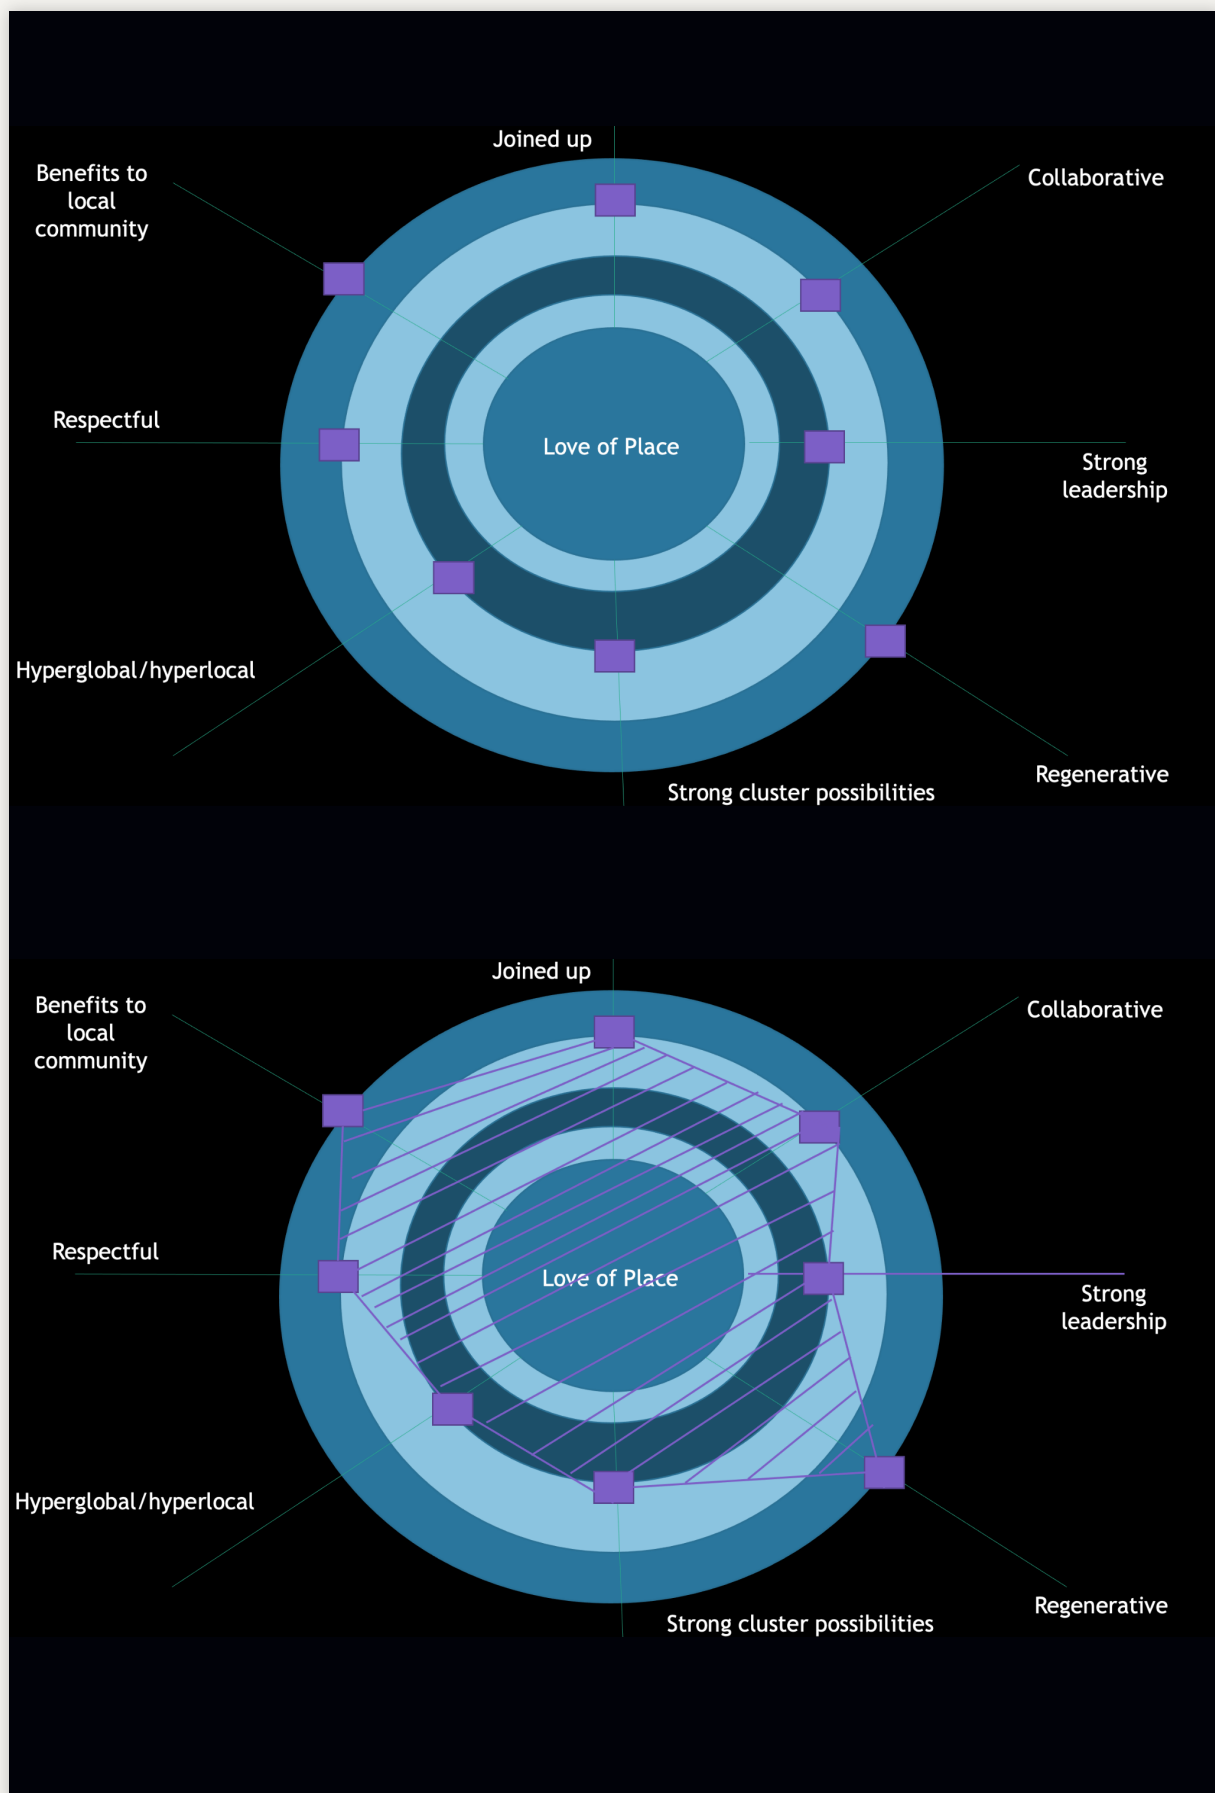 Joined up
Benefits to
local
community
Collaborative
Respectful
Love of Place
Strong
leadership
Hyperglobal/hyperlocal
Regenerative
Strong cluster possibilities
Joined up
Benefits to
local
community
Collaborative
Respectful
Love of Place
Strong
leadership
Hyperglobal/hyperlocal
Regenerative
Strong cluster possibilities